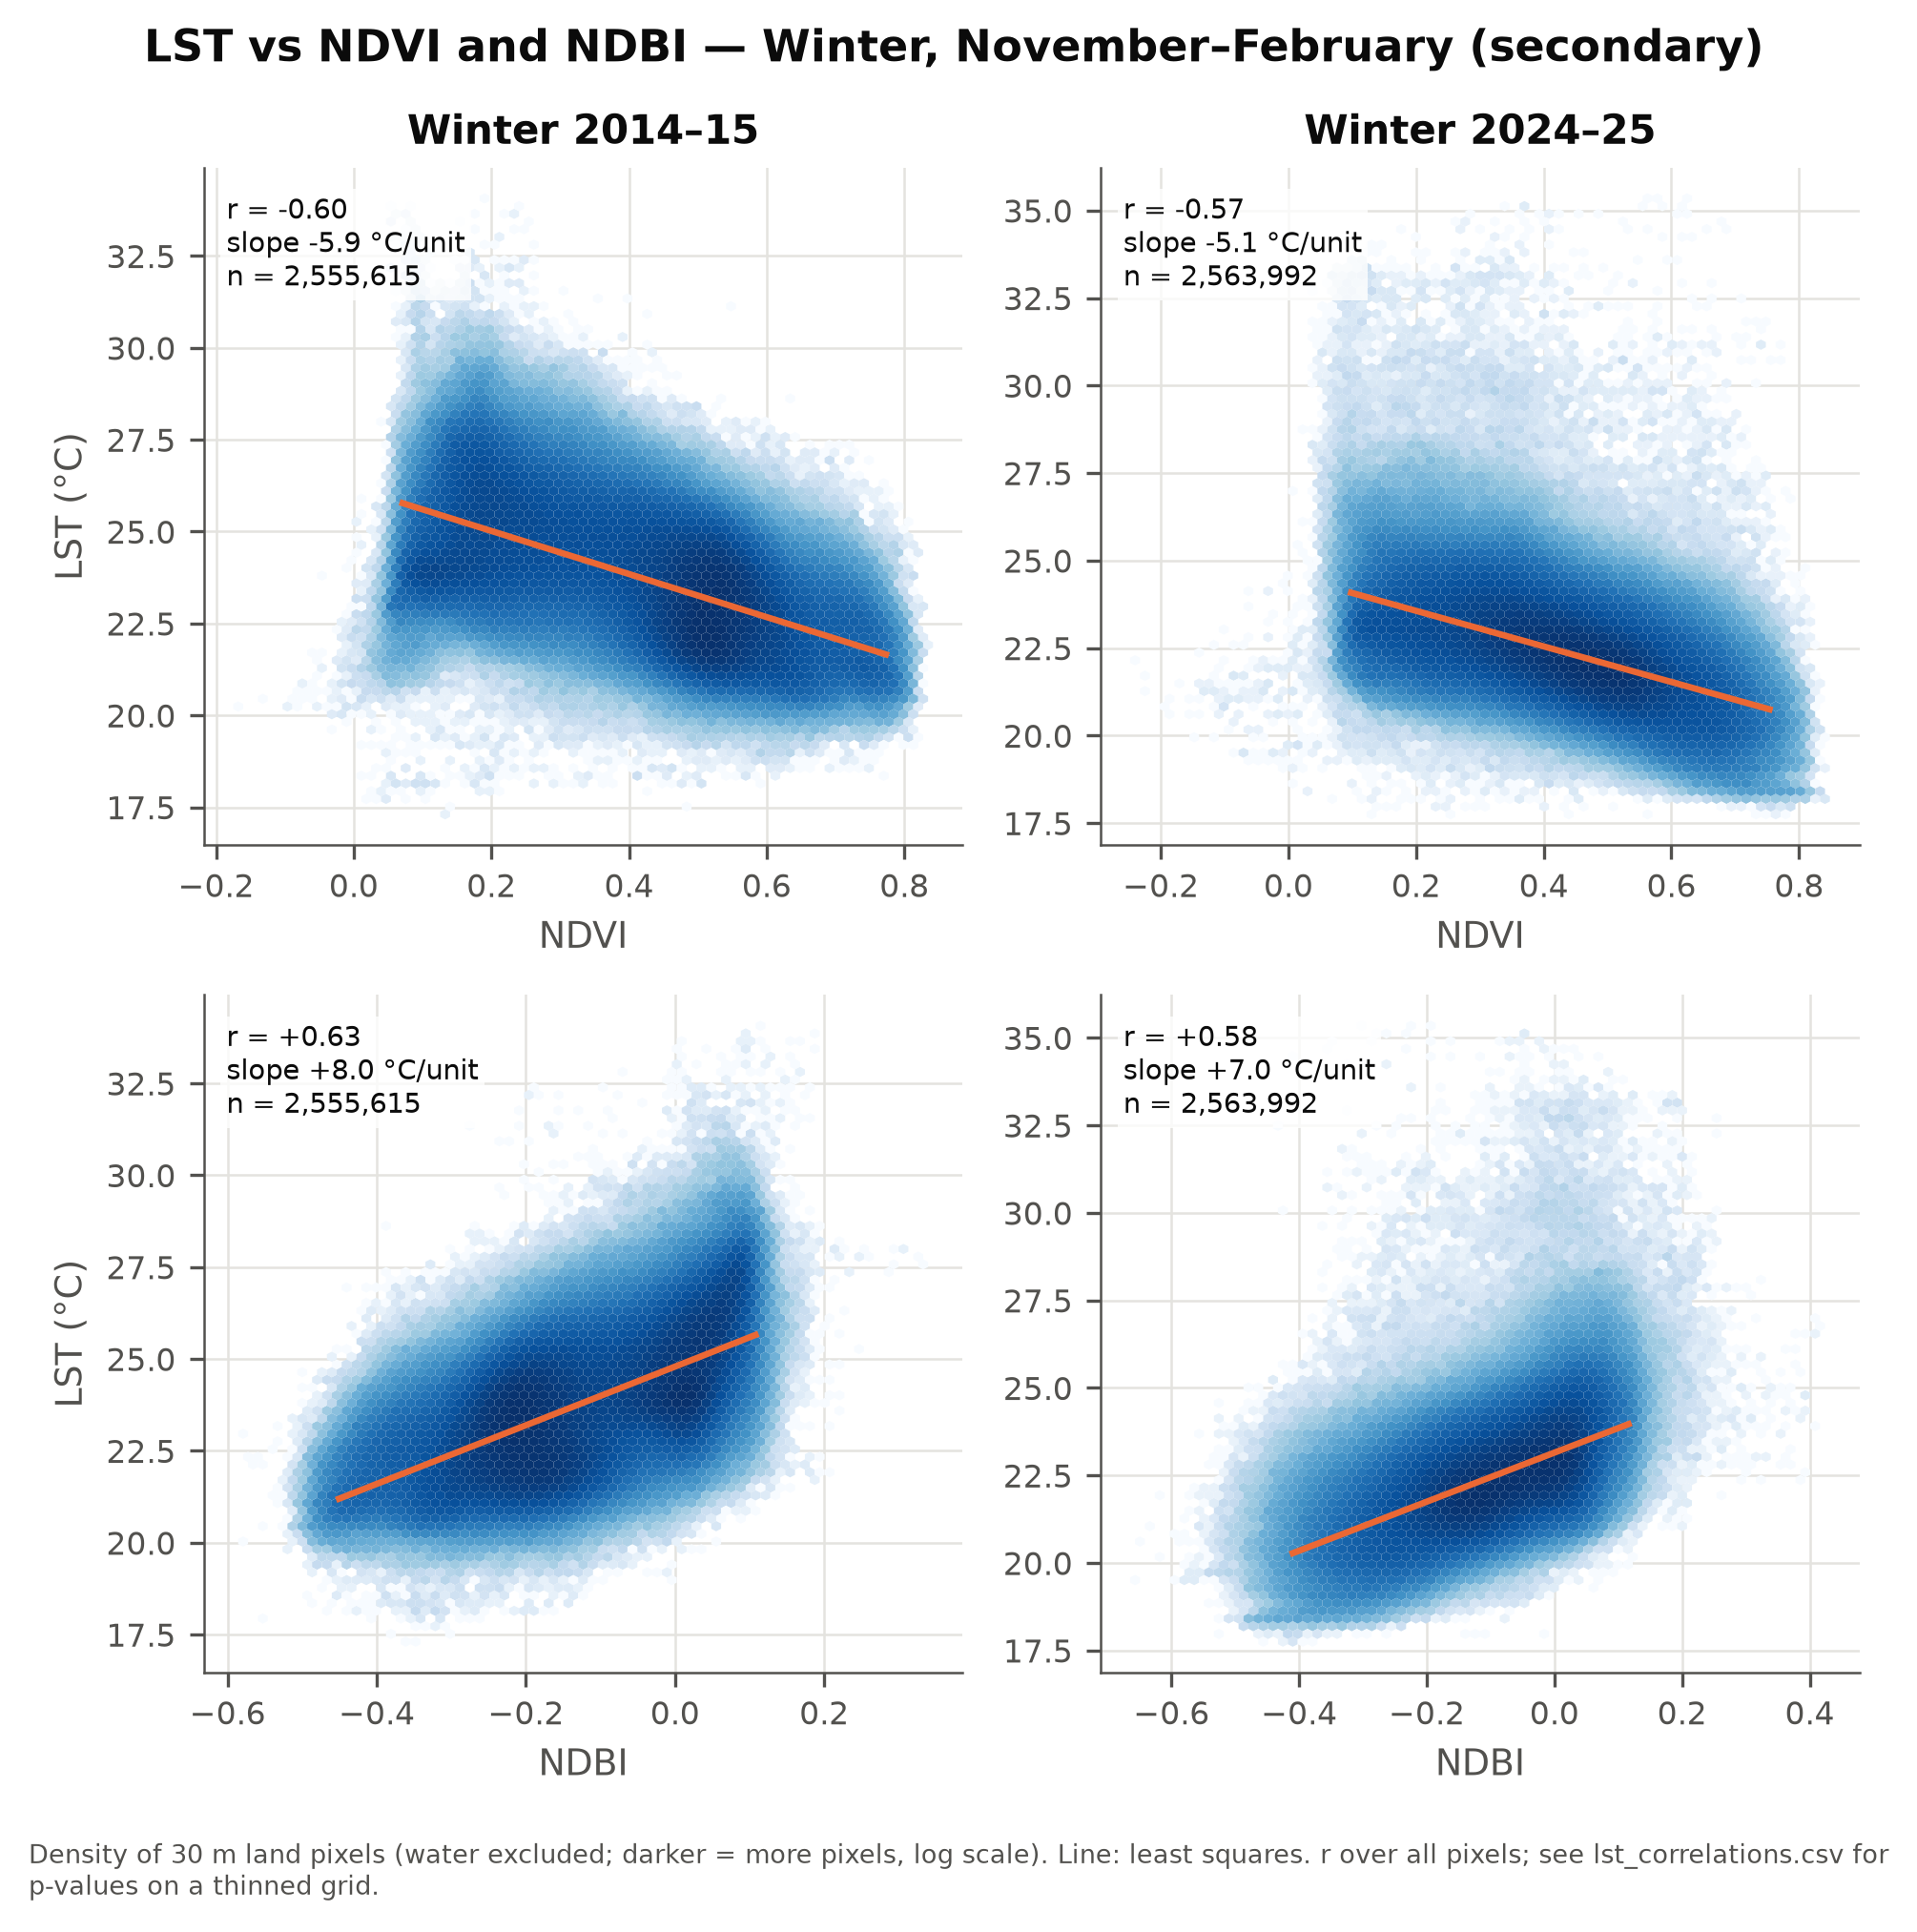 LST vs NDVI and NDBI — Winter, November–February (secondary)
Winter 2014–15
Winter 2024–25
r = -0.60
slope -5.9 °C/unit
n = 2,555,615
LST (°C)
32.5
30.0
27.5
25.0
22.5
20.0
17.5
−0.2
0.0
0.2
0.4
0.6
0.8
NDVI
r = -0.57
slope -5.1 °C/unit
n = 2,563,992
35.0
32.5
30.0
27.5
25.0
22.5
20.0
17.5
−0.2
0.0
0.2
0.4
0.6
0.8
NDVI
r = +0.63
slope +8.0 °C/unit
n = 2,555,615
LST (°C)
32.5
30.0
27.5
25.0
22.5
20.0
17.5
−0.6
−0.4
−0.2
0.0
0.2
NDBI
r = +0.58
slope +7.0 °C/unit
n = 2,563,992
35.0
32.5
30.0
27.5
25.0
22.5
20.0
17.5
−0.6
−0.4
−0.2
0.0
0.2
0.4
NDBI
Density of 30 m land pixels (water excluded; darker = more pixels, log scale). Line: least squares. r over all pixels; see lst_correlations.csv for
p-values on a thinned grid.